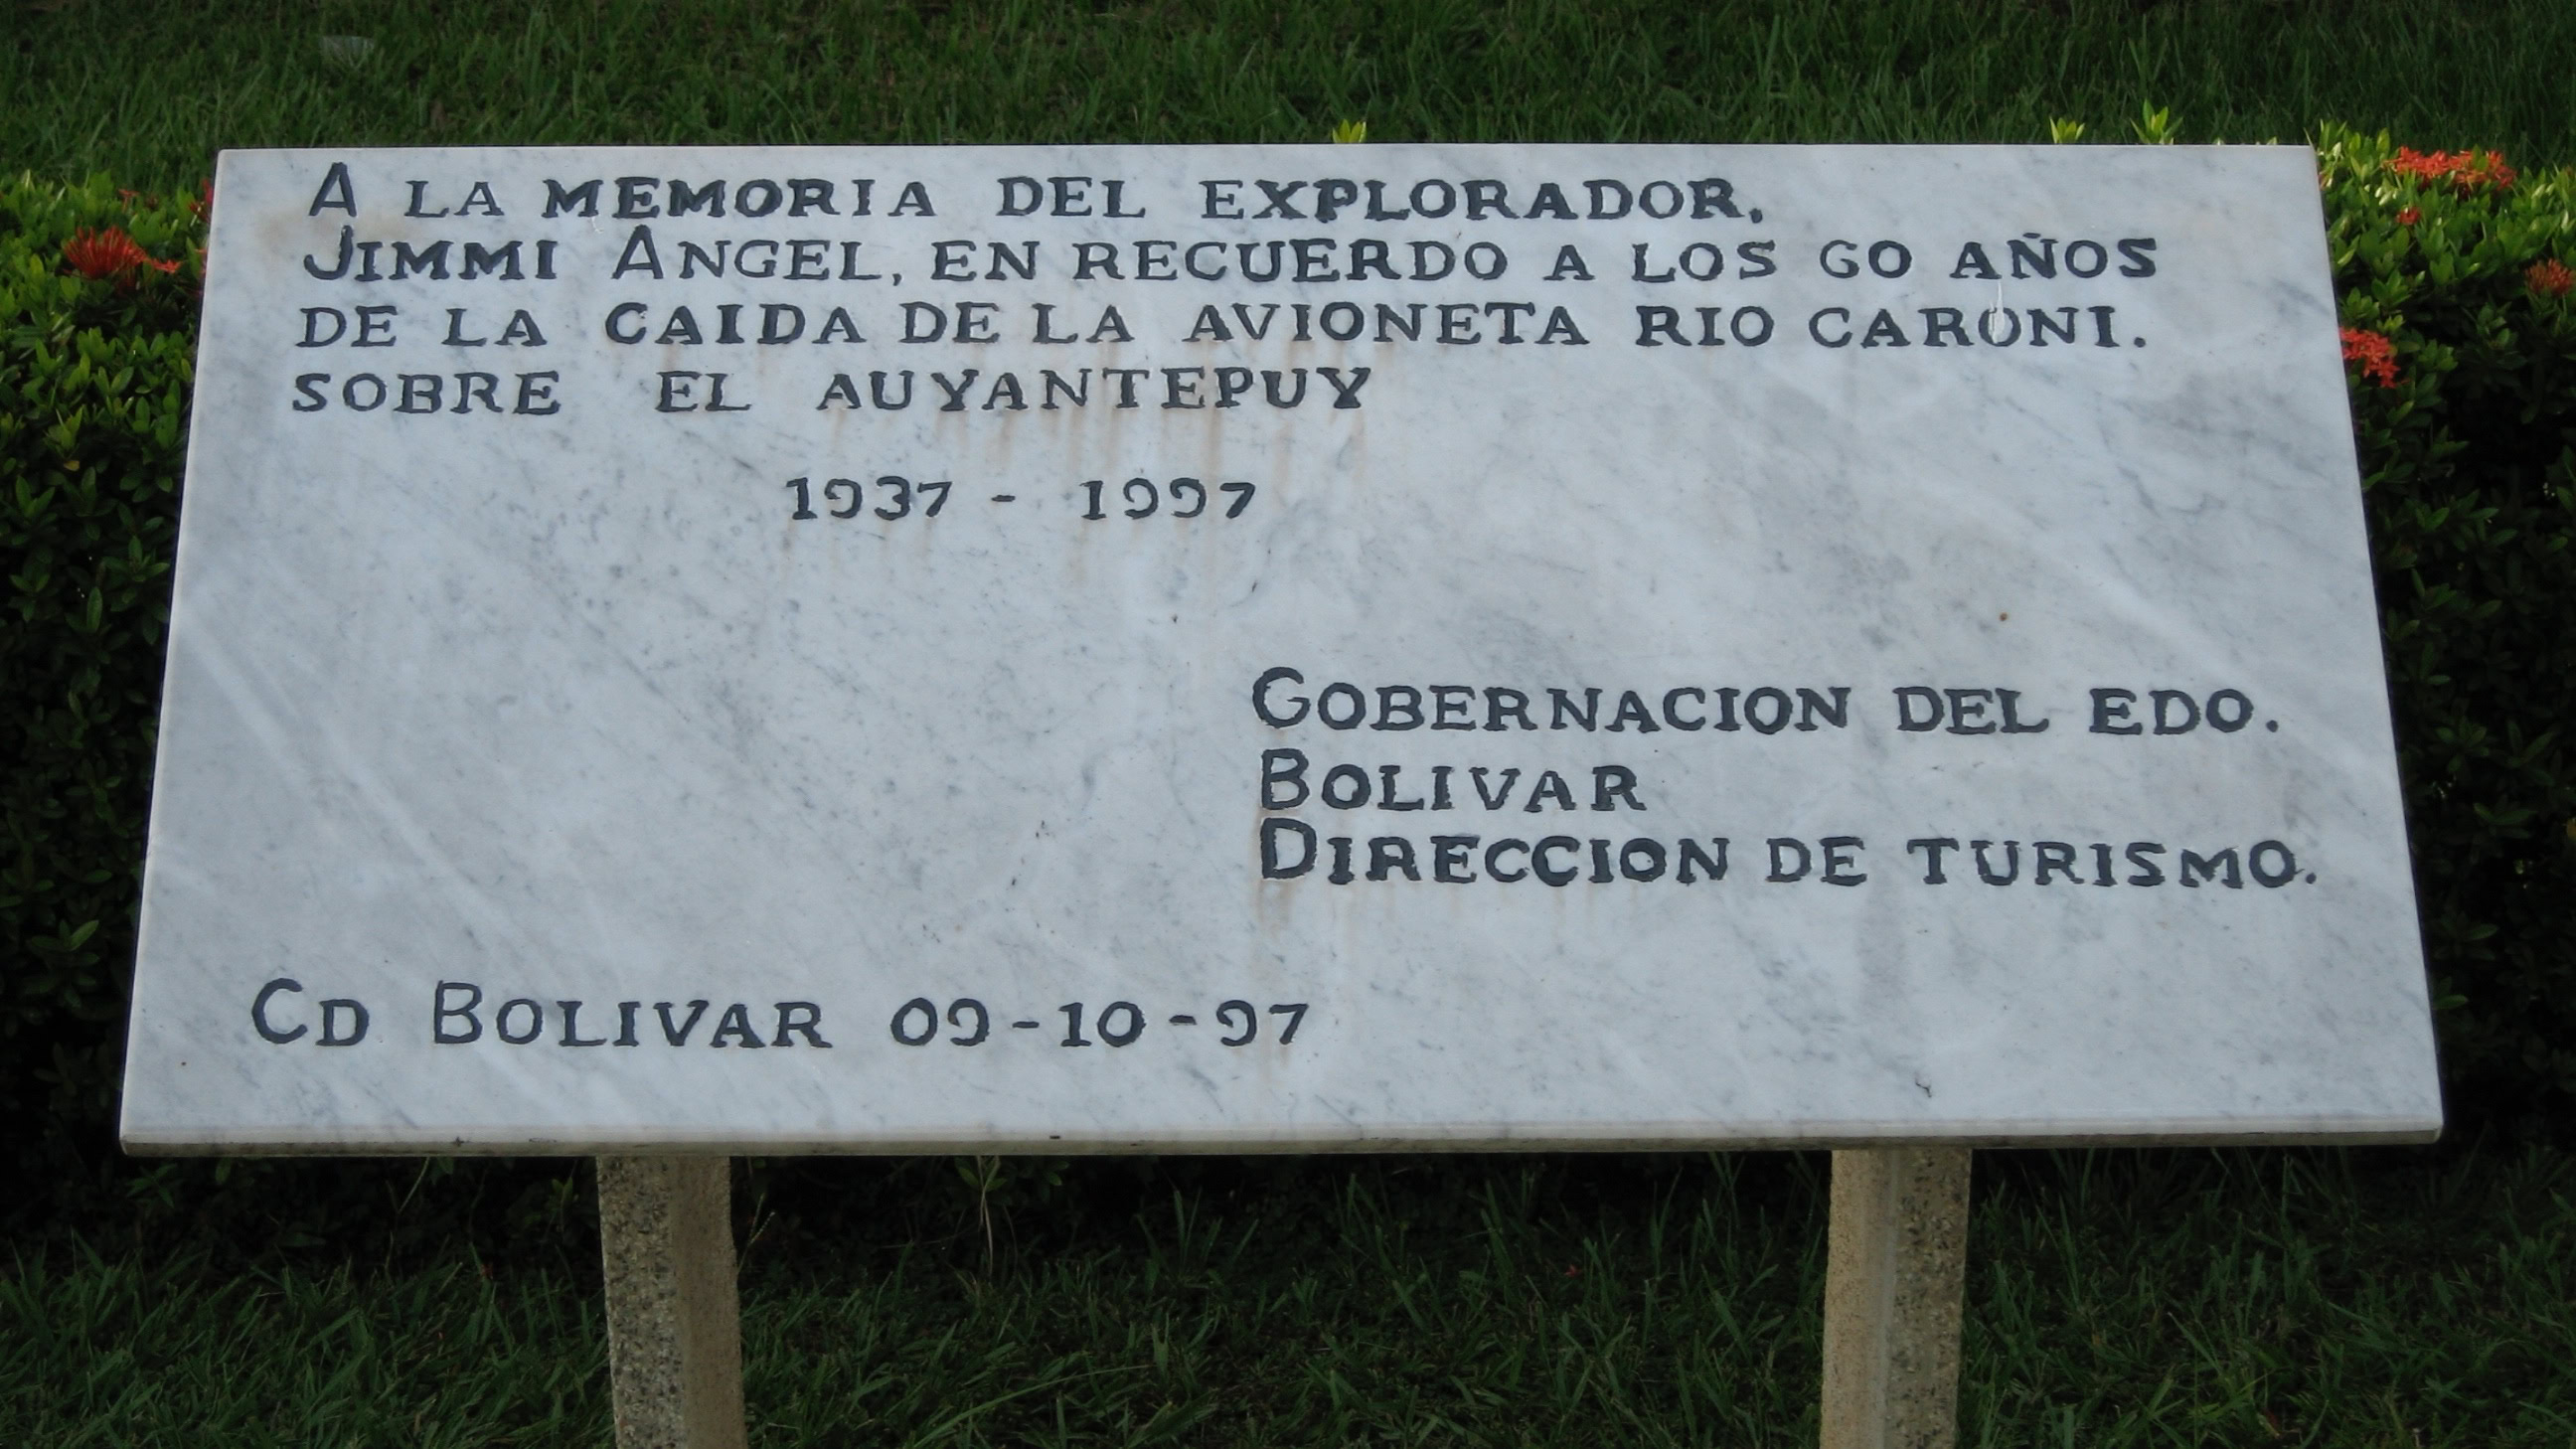 A LA MEMORIA DEL EXPLORADOR,
JIMMI ANGEL, EN RECUERDO A LOS 60 AÑOS
DE LA CAIDA DE LA AVIONETA RIO CARONI.
SOBRE EL AUYANTEPUY
1937 - 1997
GOBERNACION DEL EDO.
BOLIVAR
DIRECCION DE TURISMO.
CD BOLIVAR 09-10-97